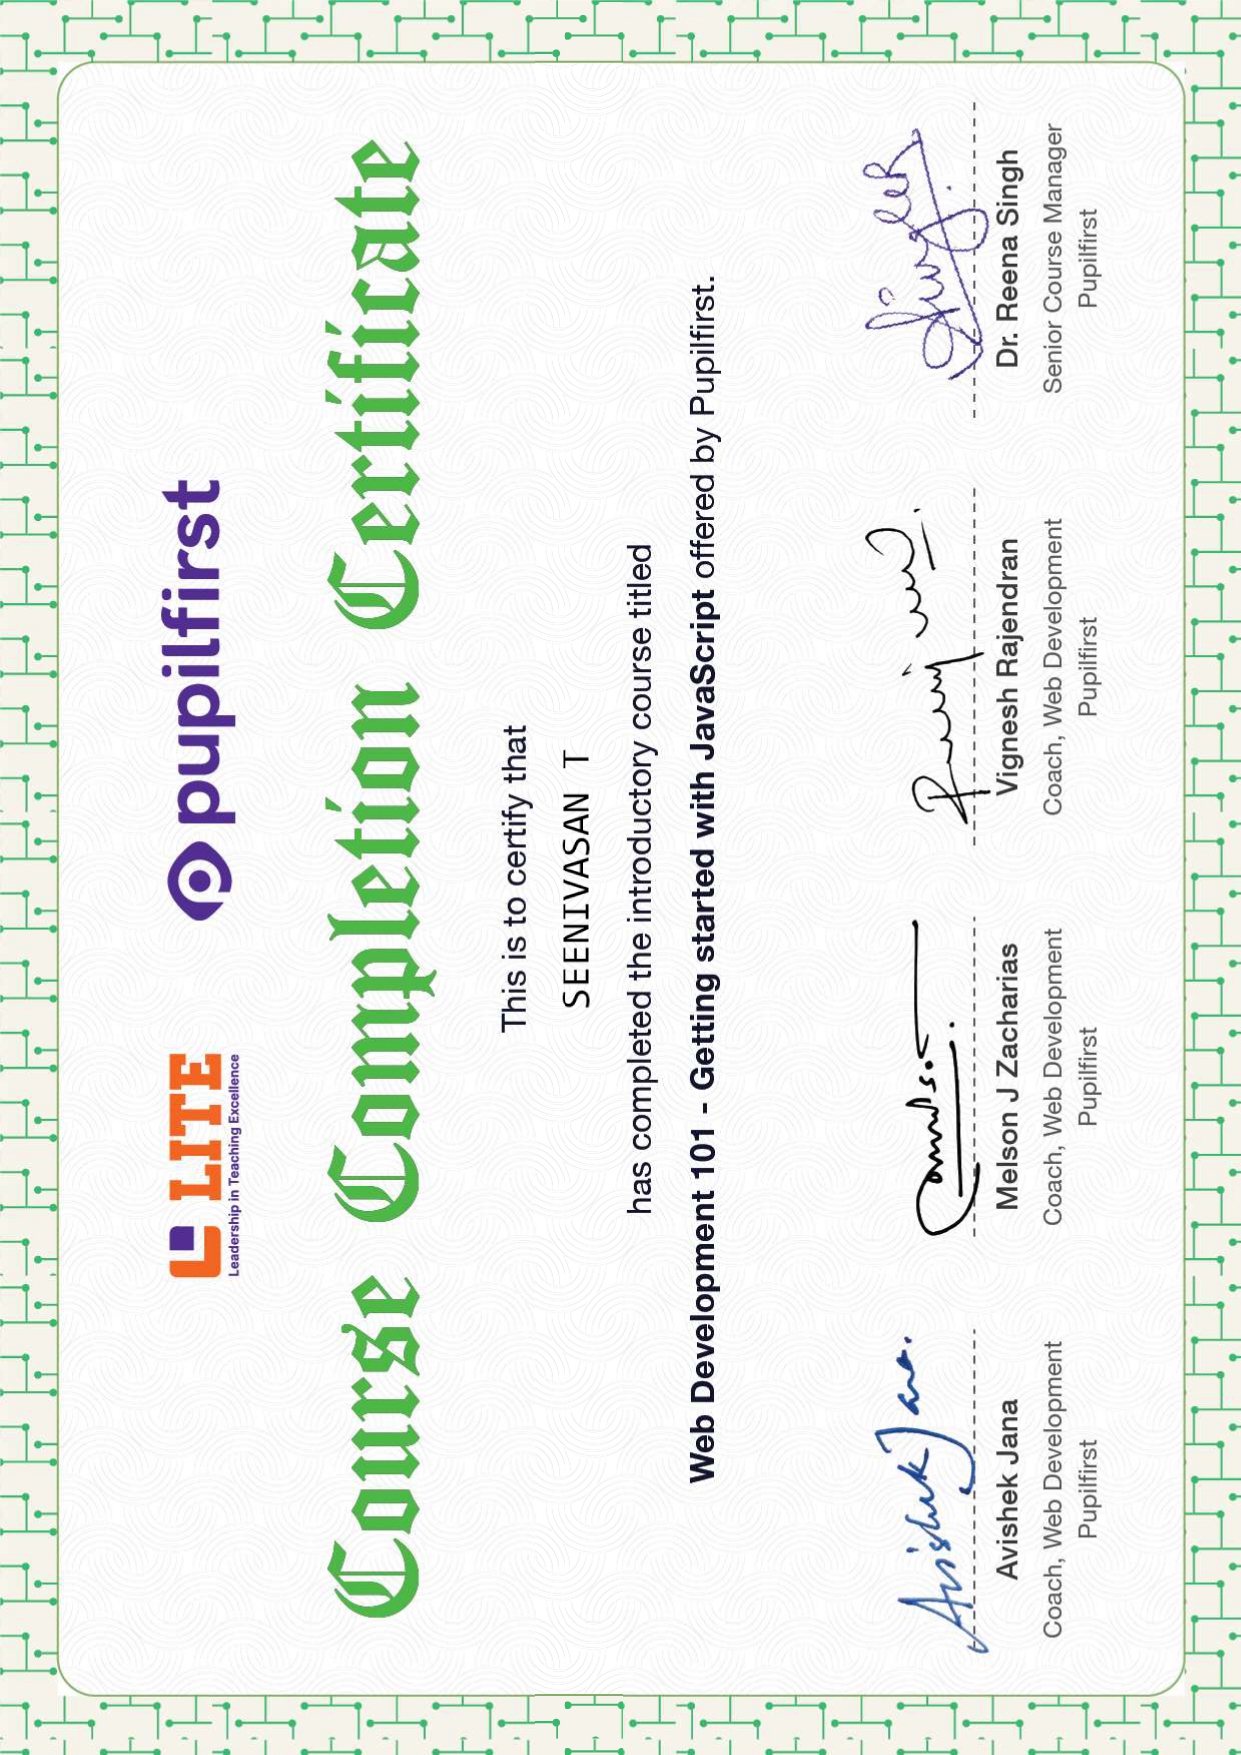 LITE
Leadership in Teaching Excellence
pupilfirst
Course Completion Certificate
This is to certify that
SEENIVASAN T
has completed the introductory course titled
Web Development 101 - Getting started with JavaScript offered by Pupilfirst.
Avishek Jana.
Avishek Jana
Coach, Web Development
Pupilfirst
Melson J Zacharias
Coach, Web Development
Pupilfirst
Vignesh Rajendran
Coach, Web Development
Pupilfirst
Dr. Reena Singh
Senior Course Manager
Pupilfirst